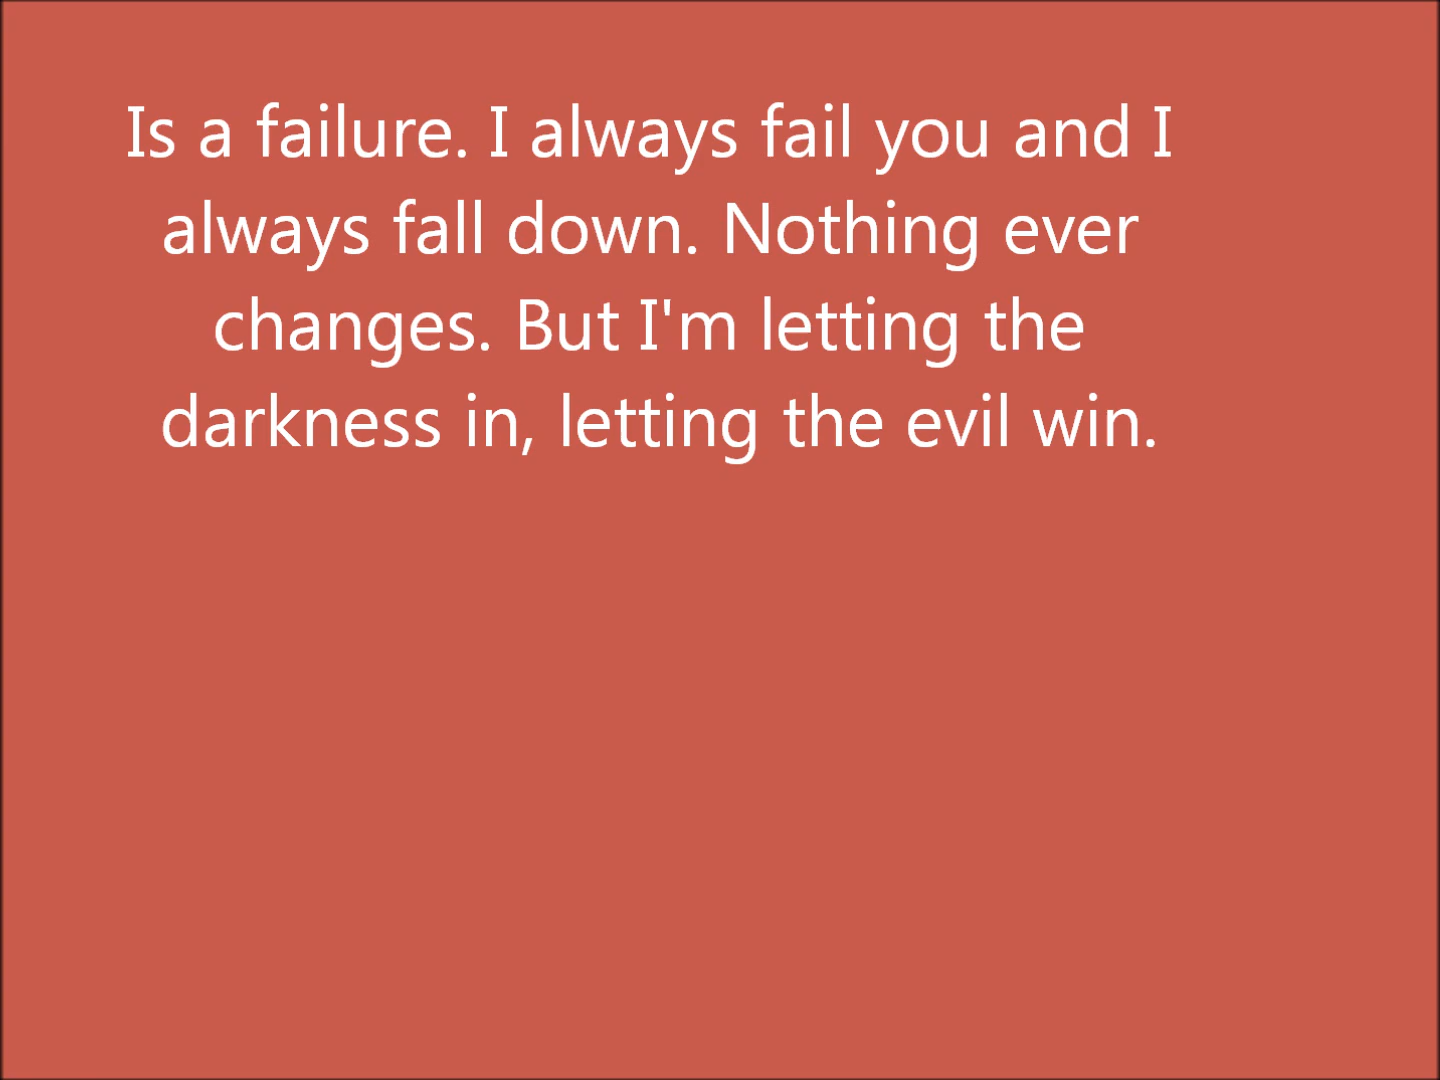 Is a failure. I always fail you and I
always fall down. Nothing ever
changes. But I'm letting the
darkness in, letting the evil win.